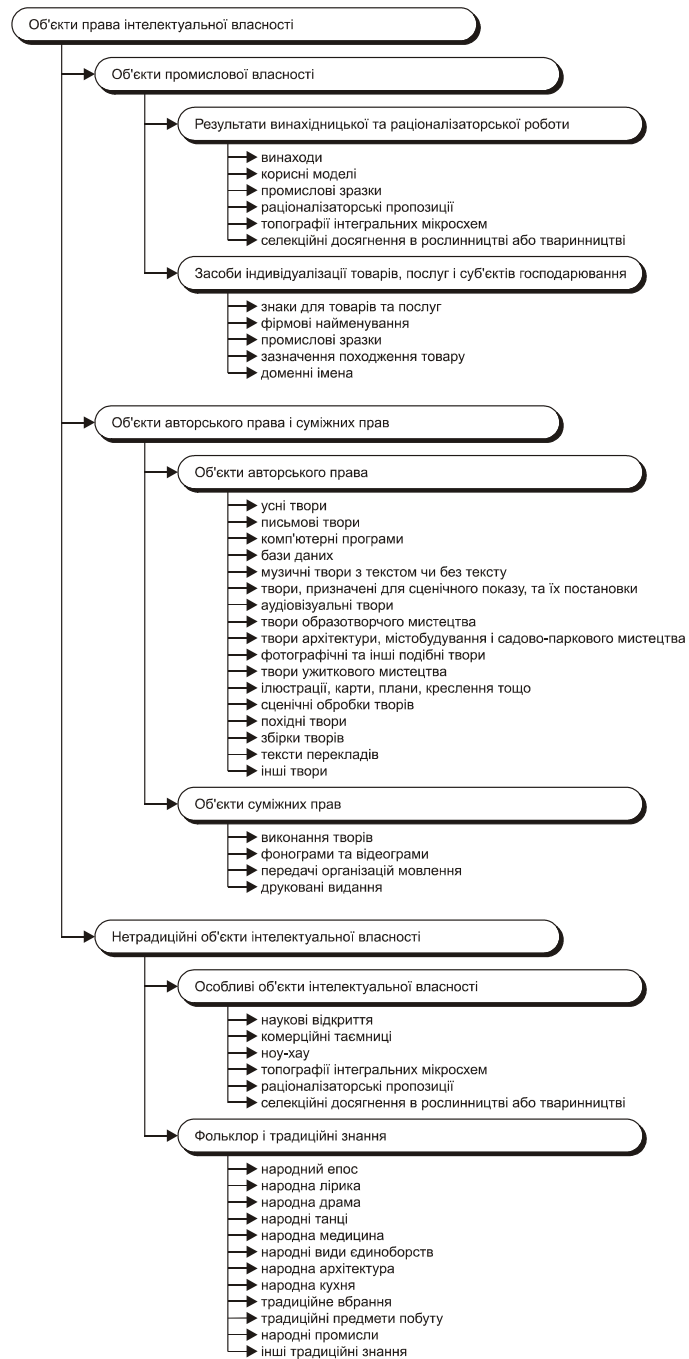 Об'єкти права інтелектуальної власності
Об'єкти промислової власності
Результати винахідницької та раціоналізаторської роботи
винаходи
корисні моделі
промислові зразки
раціоналізаторські пропозиції
топографії інтегральних мікросхем
селекційні досягнення в рослинництві або тваринництві
Засоби індивідуалізації товарів, послуг і суб'єктів господарювання
знаки для товарів та послуг
фірмові найменування
промислові зразки
зазначення походження товару
доменні імена
Об'єкти авторського права і суміжних прав
Об'єкти авторського права
усні твори
письмові твори
комп'ютерні програми
бази даних
музичні твори з текстом чи без тексту
твори, призначені для сценічного показу, та їх постановки
аудіовізуальні твори
твори образотворчого мистецтва
твори архітектури, містобудування і садово-паркового мистецтва
фотографічні та інші подібні твори
твори ужиткового мистецтва
ілюстрації, карти, плани, креслення тощо
сценічні обробки творів
похідні твори
збірки творів
тексти перекладів
інші твори
Об'єкти суміжних прав
виконання творів
фонограми та відеограми
передачі організацій мовлення
друковані видання
Нетрадиційні об'єкти інтелектуальної власності
Особливі об'єкти інтелектуальної власності
наукові відкриття
комерційні таємниці
ноу-хау
топографії інтегральних мікросхем
раціоналізаторські пропозиції
селекційні досягнення в рослинництві або тваринництві
Фольклор і традиційні знання
народний епос
народна лірика
народна драма
народні танці
народна медицина
народні види єдиноборств
народна архітектура
народна кухня
традиційне вбрання
традиційні предмети побуту
народні промисли
інші традиційні знання